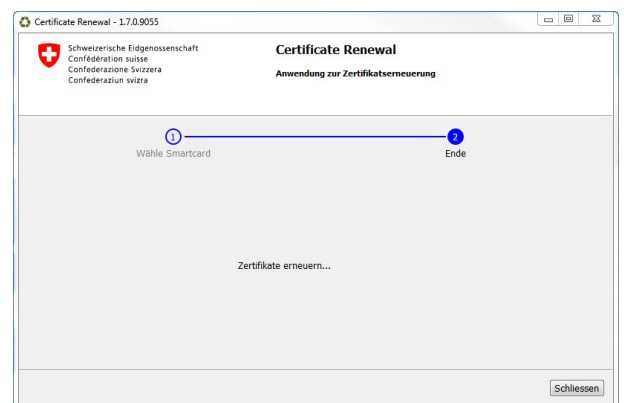 Certificate Renewal - 1.7.0.9055
Schweizerische Eidgenossenschaft
Confédération suisse
Confederazione Svizzera
Confederaziun svizra
Certificate Renewal
Anwendung zur Zertifikatserneuerung
1
2
Wähle Smartcard
Ende
Zertifikate erneuern...
Schliessen